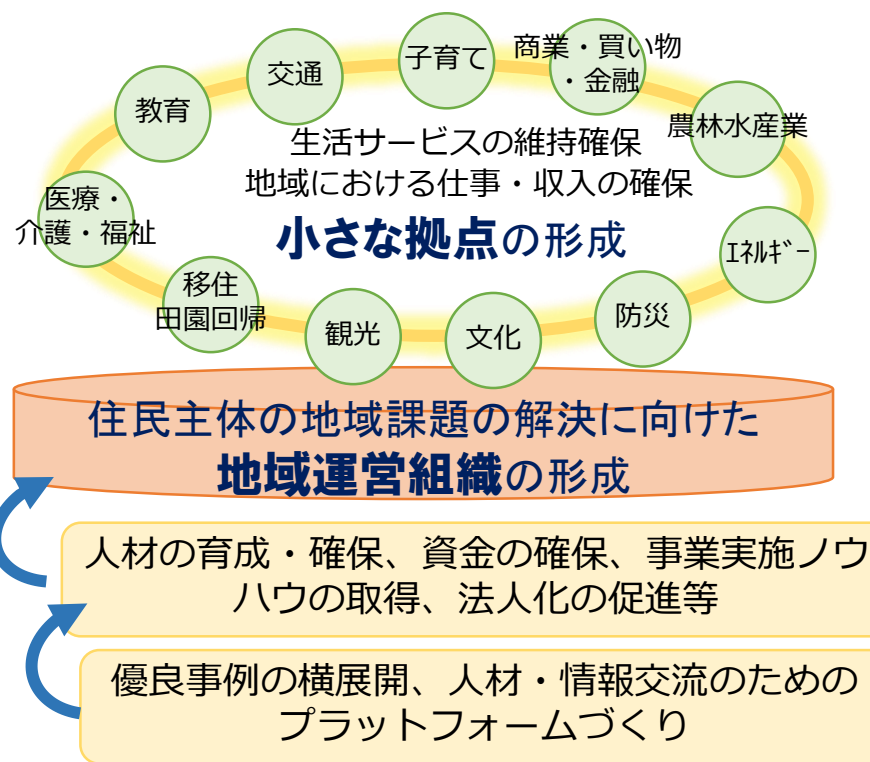 子育て
商業・買い物
・金融
交通
教育
農林水産業
生活サービスの維持確保
地域における仕事・収入の確保
医療・
介護・福祉
小さな拠点の形成
ｴﾈﾙｷﾞｰ
移住
田園回帰
観光
文化
防災
住民主体の地域課題の解決に向けた
地域運営組織の形成
人材の育成・確保、資金の確保、事業実施ノウ
ハウの取得、法人化の促進等
優良事例の横展開、人材・情報交流のための
プラットフォームづくり